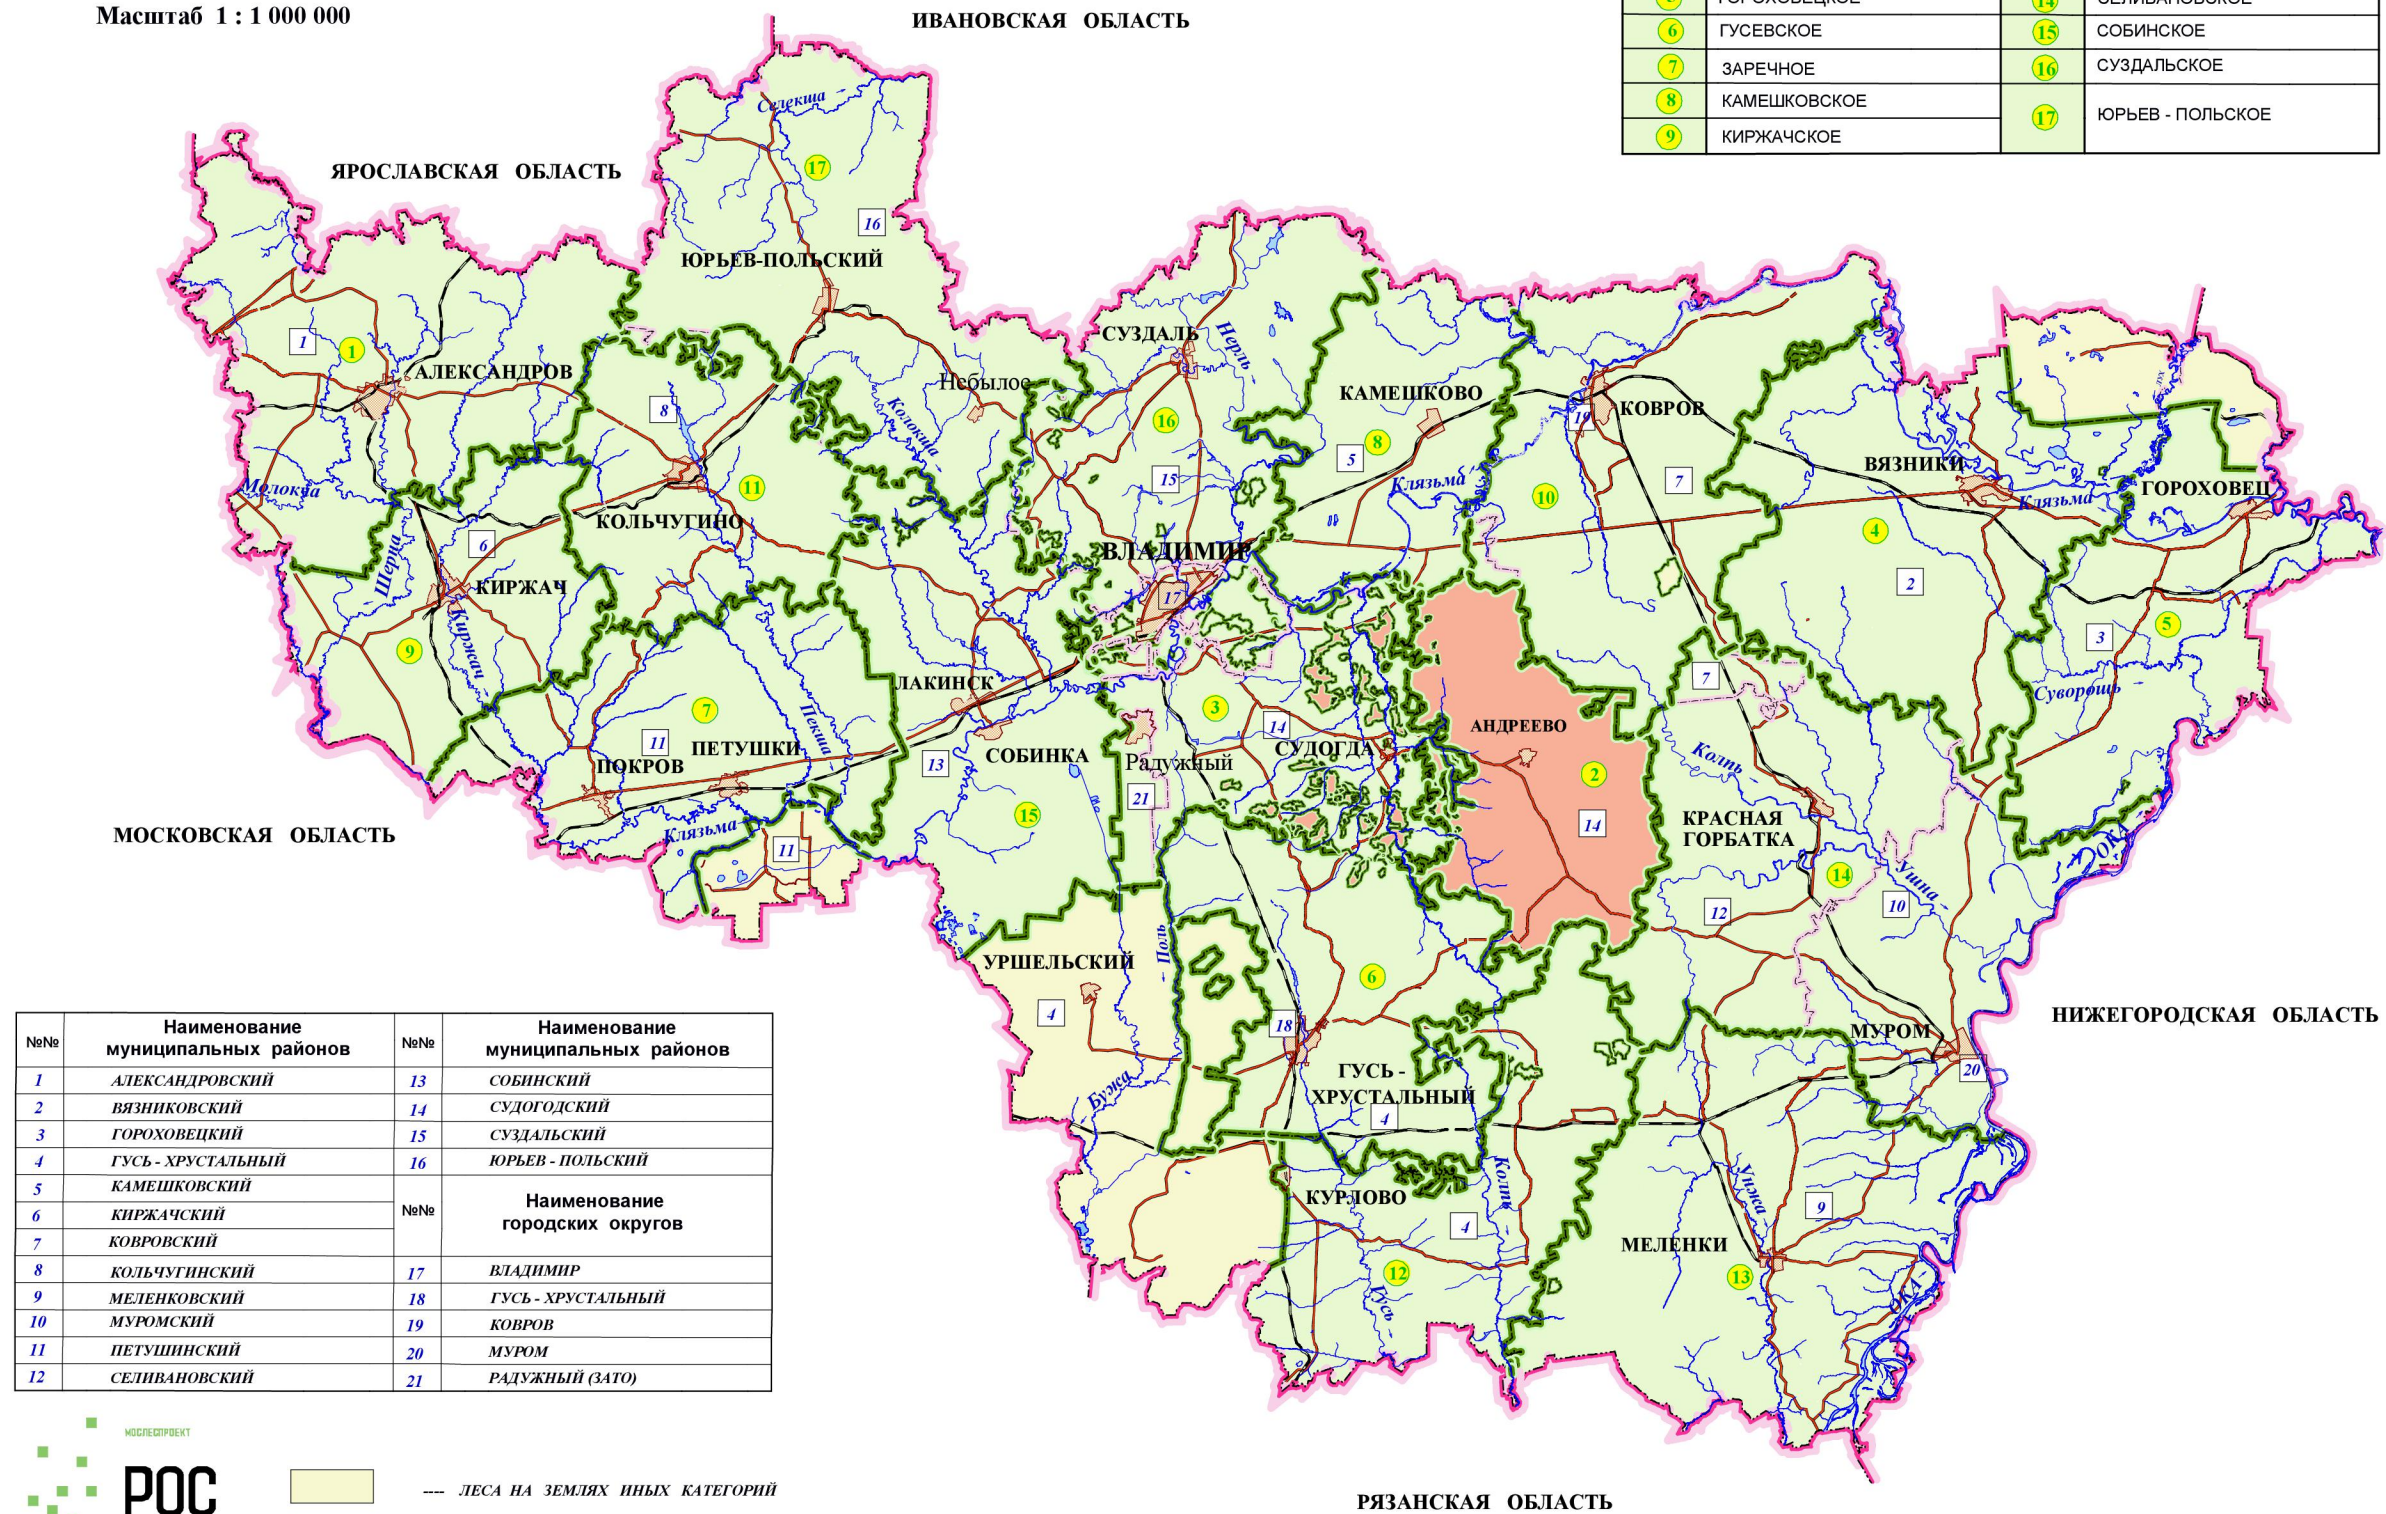 Масштаб 1 : 1 000 000
ИВАНОВСКАЯ ОБЛАСТЬ
ЯРОСЛАВСКАЯ ОБЛАСТЬ
МОСКОВСКАЯ ОБЛАСТЬ
НИЖЕГОРОДСКАЯ ОБЛАСТЬ
РЯЗАНСКАЯ ОБЛАСТЬ
5 ГОРОХОВЕЦКОЕ 14 СЕЛИВАНОВСКОЕ
6 ГУСЕВСКОЕ 15 СОБИНСКОЕ
7 ЗАРЕЧНОЕ 16 СУЗДАЛЬСКОЕ
8 КАМЕШКОВСКОЕ 17 ЮРЬЕВ - ПОЛЬСКОЕ
9 КИРЖАЧСКОЕ
Селекша
17
16
ЮРЬЕВ-ПОЛЬСКИЙ
1
1
АЛЕКСАНДРОВ
Молокча
8
11
КОЛЬЧУГИНО
Небылое
Колокша
СУЗДАЛЬ
Нерль
16
15
КАМЕШКОВО
8
5
Клязьма
19
КОВРОВ
10
7
ВЯЗНИКИ
4
2
Клязьма
ГОРОХОВЕЦ
лух
5
3
Суворощь
6
Шерна
КИРЖАЧ
Киржач
9
7
11
ПЕТУШКИ
ПОКРОВ
Пекша
Клязьма
11
ВЛАДИМИР
17
ЛАКИНСК
13
СОБИНКА
15
Радужный
21
3
14
СУДОГДА
АНДРЕЕВО
2
14
7
Колпь
КРАСНАЯ
ГОРБАТКА
14
12
Ушна
10
ОКА
УРШЕЛЬСКИЙ
4
Поль
Бужа
6
18
ГУСЬ -
ХРУСТАЛЬНЫЙ
4
МУРОМ
20
КУРЛОВО
4
12
Колпь
Гусь
МЕЛЕНКИ
13
Унжа
9
ОКА
№№ Наименование муниципальных районов №№ Наименование муниципальных районов
1 АЛЕКСАНДРОВСКИЙ 13 СОБИНСКИЙ
2 ВЯЗНИКОВСКИЙ 14 СУДОГОДСКИЙ
3 ГОРОХОВЕЦКИЙ 15 СУЗДАЛЬСКИЙ
4 ГУСЬ - ХРУСТАЛЬНЫЙ 16 ЮРЬЕВ - ПОЛЬСКИЙ
5 КАМЕШКОВСКИЙ
6 КИРЖАЧСКИЙ №№ Наименование городских округов
7 КОВРОВСКИЙ
8 КОЛЬЧУГИНСКИЙ 17 ВЛАДИМИР
9 МЕЛЕНКОВСКИЙ 18 ГУСЬ - ХРУСТАЛЬНЫЙ
10 МУРОМСКИЙ 19 КОВРОВ
11 ПЕТУШИНСКИЙ 20 МУРОМ
12 СЕЛИВАНОВСКИЙ 21 РАДУЖНЫЙ (ЗАТО)
МОСЛЕСПРОЕКТ
РОС
---- ЛЕСА НА ЗЕМЛЯХ ИНЫХ КАТЕГОРИЙ